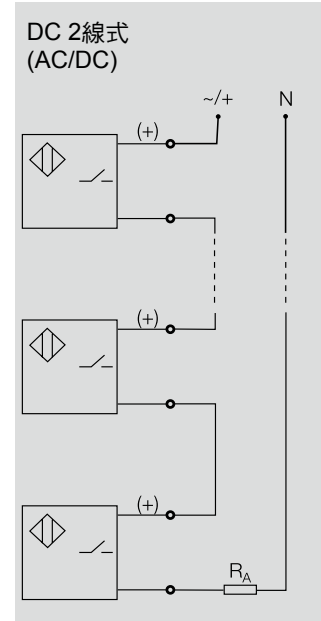 DC 2線式
(AC/DC)
~/+ N
(+)
(+)
(+)
RA